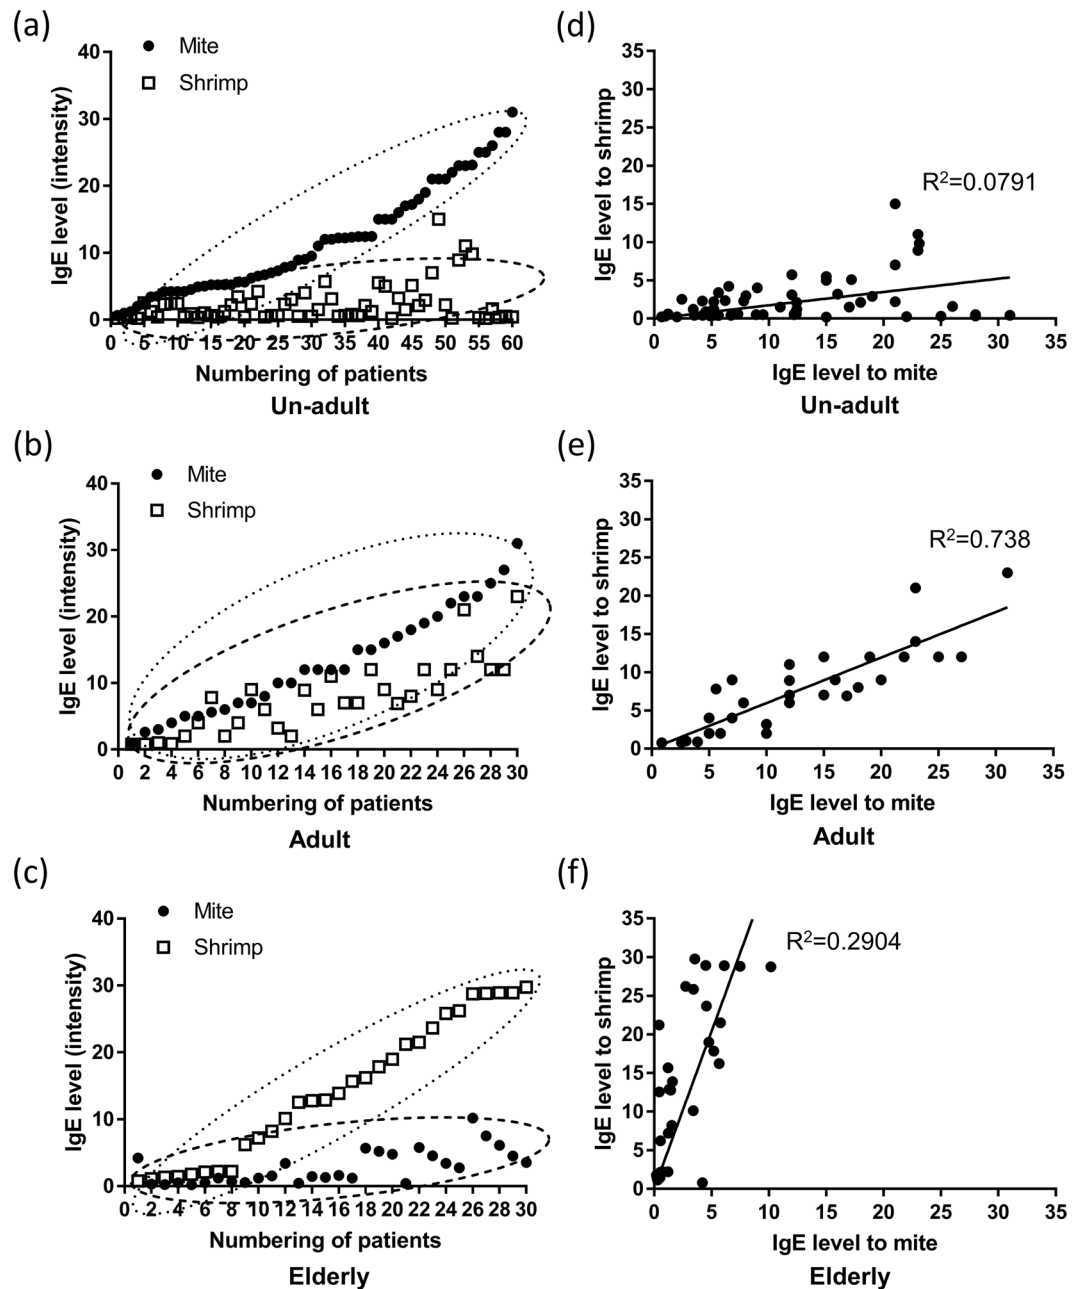 (a)
Mite
Shrimp
IgE level (intensity)
40
30
20
10
0
0 5 10 15 20 25 30 35 40 45 50 55 60
Numbering of patients
Un-adult
(d)
IgE level to shrimp
35
30
25
20
15
10
5
0
R²=0.0791
0 5 10 15 20 25 30 35
IgE level to mite
Un-adult
(b)
Mite
Shrimp
IgE level (intensity)
40
30
20
10
0
0 2 4 6 8 10 12 14 16 18 20 22 24 26 28 30
Numbering of patients
Adult
(e)
IgE level to shrimp
35
30
25
20
15
10
5
0
R²=0.738
0 5 10 15 20 25 30 35
IgE level to mite
Adult
(c)
Mite
Shrimp
IgE level (intensity)
40
30
20
10
0
0 2 4 6 8 10 12 14 16 18 20 22 24 26 28 30
Numbering of patients
Elderly
(f)
IgE level to shrimp
35
30
25
20
15
10
5
0
R²=0.2904
0 5 10 15 20 25 30 35
IgE level to mite
Elderly